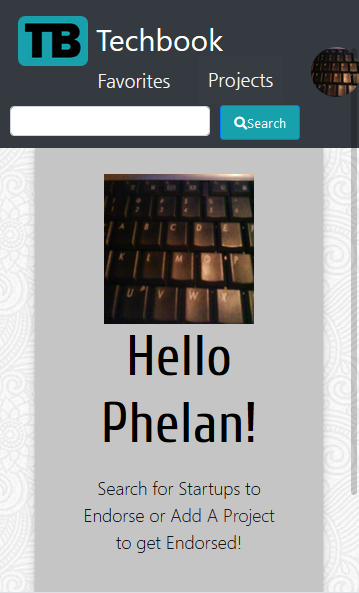 TB Techbook
Favorites Projects
Search
A B C D E F
K L M D P
U V W X
Hello
Phelan!
Search for Startups to
Endorse or Add A Project
to get Endorsed!